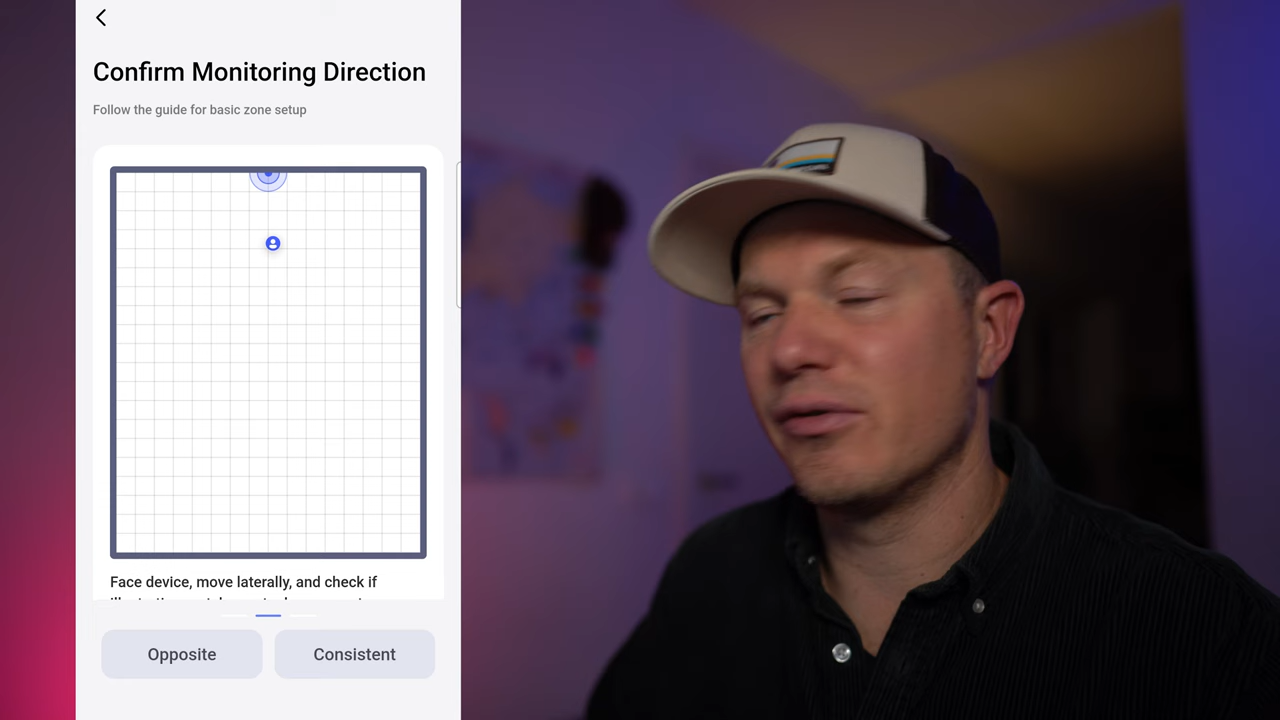 Confirm Monitoring Direction
Follow the guide for basic zone setup
Face device, move laterally, and check if
Opposite
Consistent